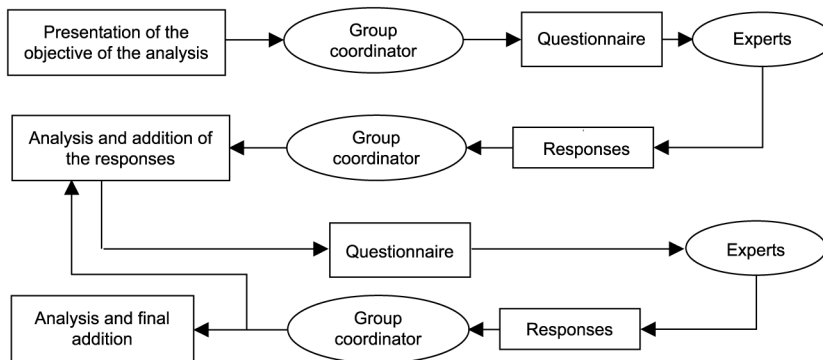 Presentation of the
objective of the analysis
Group
coordinator
Questionnaire
Experts
Analysis and addition of
the responses
Group
coordinator
Responses
Experts
Questionnaire
Analysis and final
addition
Group
coordinator
Responses